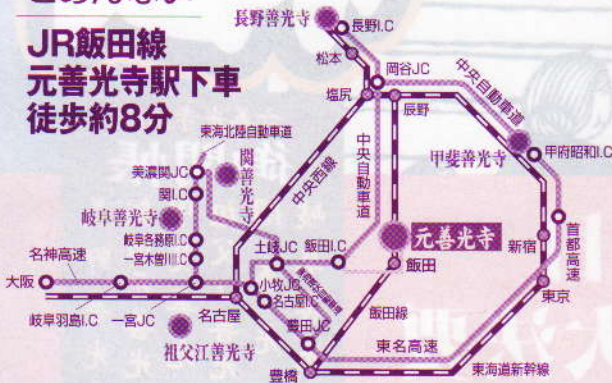 JR飯田線
元善光寺駅下車
徒歩約8分
長野善光寺
長野I.C
松本
岡谷JC
塩尻
辰野
中央自動車道
東海北陸自動車道
美濃関JC
関I.C
関善光寺
岐阜善光寺
岐阜各務原I.C
一宮木曽川I.C
中央西線
中央自動車道
甲斐善光寺
甲府昭和I.C
元善光寺
新宿
首都高速
東京
名神高速
大阪
土岐JC
飯田I.C
飯田
小牧JC
名古屋I.C
飯田線
岐阜羽島I.C
一宮JC
名古屋
豊田JC
東名高速
祖父江善光寺
豊橋
東海道新幹線